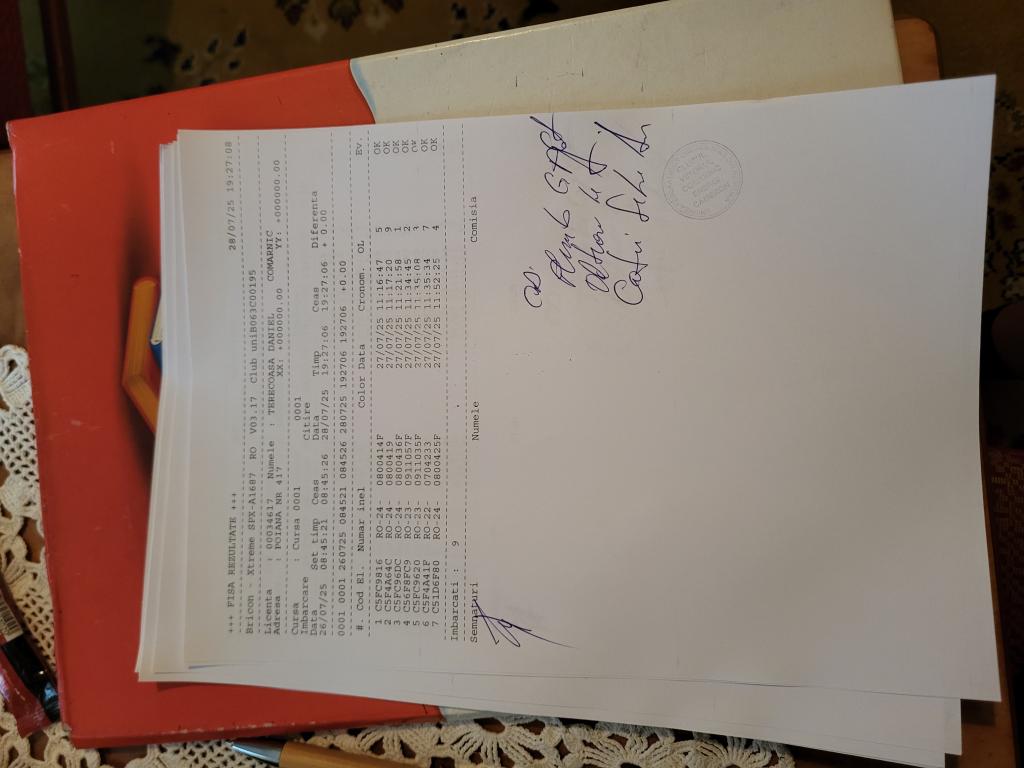 +++ FISA REZULTATE +++ 28/07/25 19:27:08
Bricon - Xtreme SPX-A1687 RO V03.17 Club uniB063C00195
Licenta : 00034617 Numele : TERECOASA DANIEL COMARNIC
Adresa : POIANA NR 417 XX: +000000.00 YY: +000000.00
Cursa : Cursa 0001 0001
Imbarcare Citire
Data Set timp Ceas Data Timp Ceas Diferenta
26/07/25 08:45:21 08:45:26 28/07/25 19:27:06 19:27:06 + 0.00
0001 0001 260725 084521 084526 280725 192706 192706 +0.00
#. Cod El. Numar inel Color Data Cronom. OL Ev.
1 C5FC9816 RO-24- 0800414F 27/07/25 11:16:47 5 OK
2 C5F4A64C RO-24- 0800419 27/07/25 11:17:20 9 OK
3 C5FC96DC RO-24- 0800436F 27/07/25 11:21:58 1 OK
4 C5FF8FC9 RO-23- 0911057F 27/07/25 11:34:45 2 OK
5 C5FC9620 RO-23- 0911035F 27/07/25 11:35:08 3 OK
6 C5F4A41F RO-22- 0704233 27/07/25 11:35:34 7 OK
7 C51D6F80 RO-24- 0800425F 27/07/25 11:52:25 4 OK
Imbarcati : 9
Semnaturi Numele Comisia